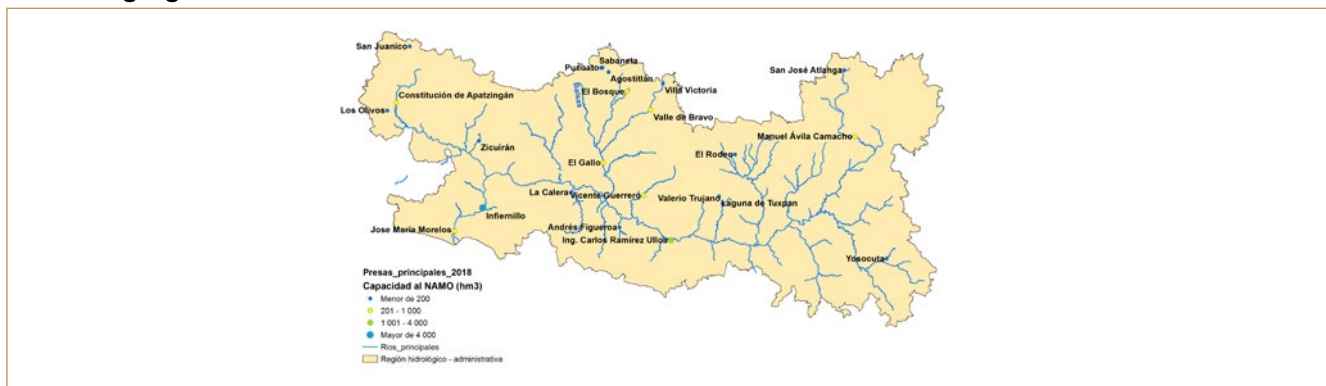 San Juanico
Sabaneta
Pucuato
Agostitlán
San José Atlanga
Balsas
Villa Victoria
El Bosque
Constitución de Apatzingán
Los Olivos
Valle de Bravo
Manuel Ávila Camacho
Zicuirán
El Rodeo
El Gallo
La Calera
Vicente Guerrero
Valerio Trujano
Laguna de Tuxpan
Infiernillo
Jose María Morelos
Andrés Figueroa
Ing. Carlos Ramírez Ulloa
Yosocuta
Presas_principales_2018
Capacidad al NAMO (hm3)
Menor de 200
201 - 1 000
1 001 - 4 000
Mayor de 4 000
Rios_principales
Región hidrológico - administrativa